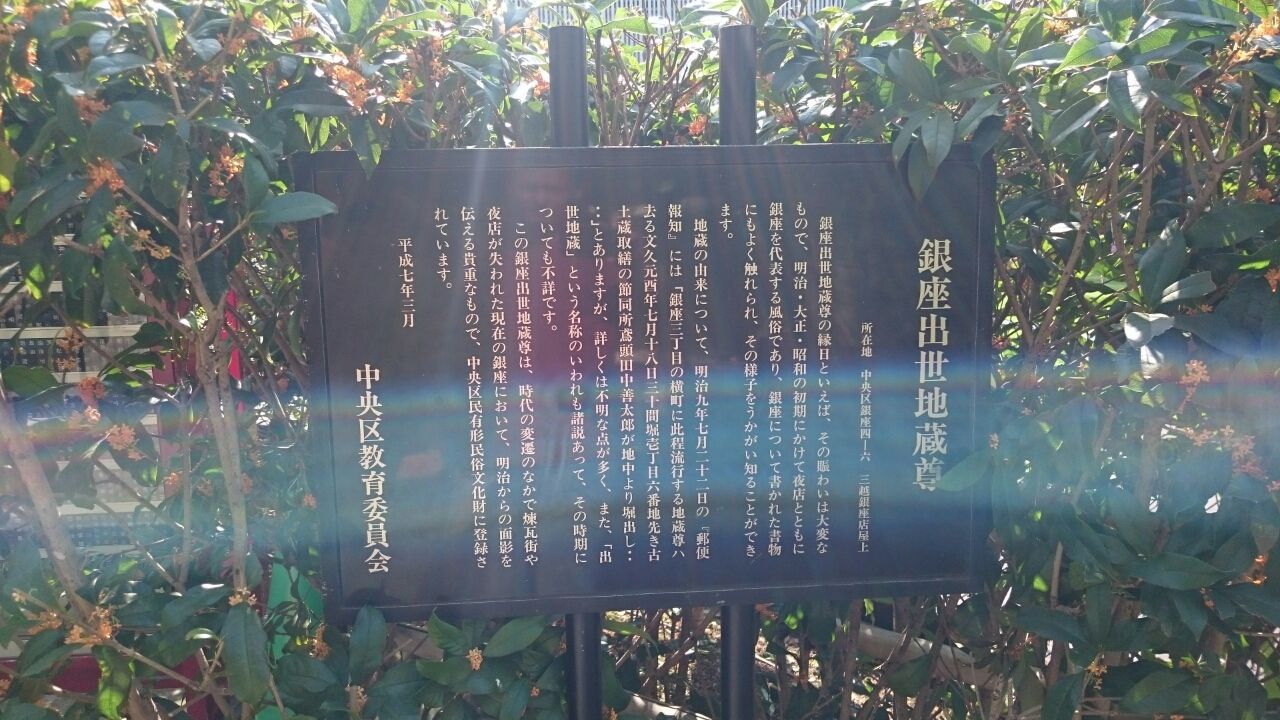 銀座出世地蔵尊
所在地 中央区銀座四―六 三越銀座店屋上
銀座出世地蔵尊の縁日といえば、その賑わいは大変な
もので、明治・大正・昭和の初期にかけて夜店とともに
銀座を代表する風俗であり、銀座について書かれた書物
にもよく触れられ、その様子をうかがい知ることができ
ます。
地蔵の由来について、明治九年七月二十二日の『郵便
報知』には「銀座三丁目の横町に此程流行する地蔵尊ハ
去る文久元酉年七月十八日三十間堀壱丁目六番地先き古
土蔵取繕の節同所鳶頭田中善太郎が地中より堀出し‥
‥」とありますが、詳しくは不明な点が多く、また、「出
世地蔵」という名称のいわれも諸説あって、その時期に
ついても不詳です。
この銀座出世地蔵尊は、時代の変遷のなかで煉瓦街や
夜店が失われた現在の銀座において、明治からの面影を
伝える貴重なもので、中央区民有形民俗文化財に登録さ
れています。
平成七年三月
中央区教育委員会